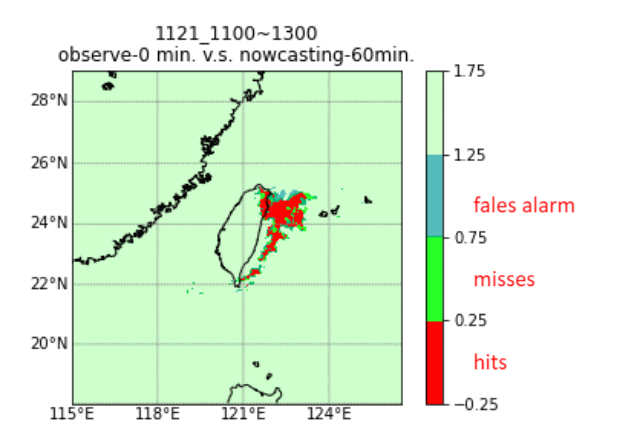 1121_1100~1300
observe-0 min. v.s. nowcasting-60min.
28°N
26°N
24°N
22°N
20°N
115°E
118°E
121°E
124°E
1.75
1.25
fales alarm
0.75
misses
0.25
hits
−0.25